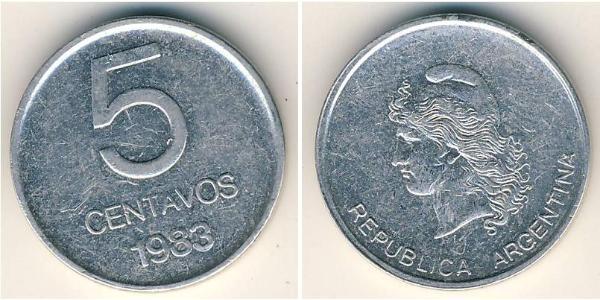 5
CENTAVOS
1983
REPUBLICA ARGENTINA